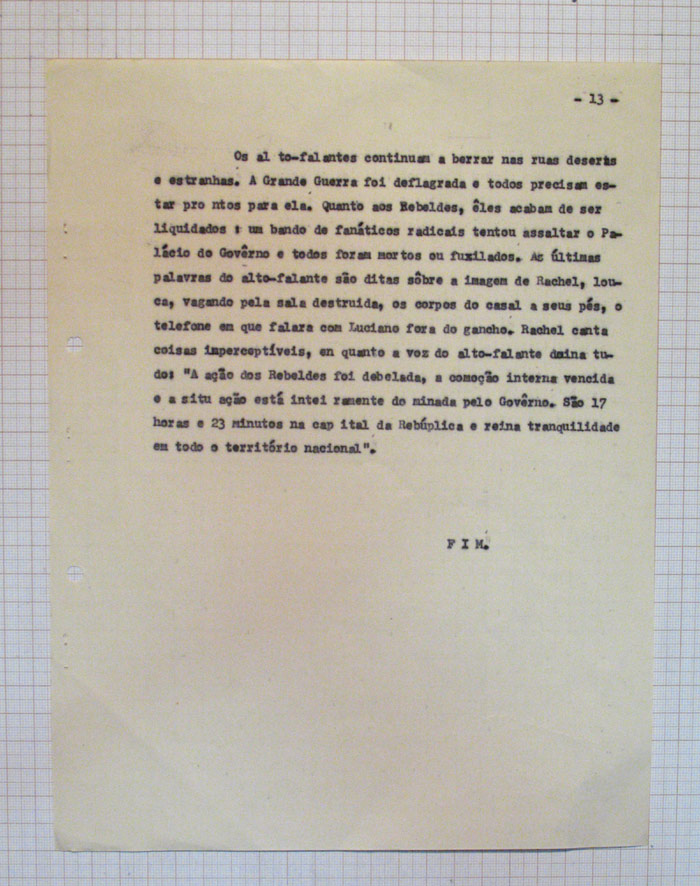 - 13 -
Os al to-falantes continuam a berrar nas ruas desertas
e estranhas. A Grande Guerra foi deflagrada e todos precisam es-
tar pro ntos para ela. Quanto aos Rebeldes, êles acabam de ser
liquidados : um bando de fanáticos radicais tentou assaltar o Pa-
lácio do Govêrno e todos foram mortos ou fuxilados. As últimas
palavras do alto-falante são ditas sôbre a imagem de Rachel, lou-
ca, vagando pela sala destruida, os corpos do casal a seus pés, o
telefone em que falara com Luciano fora do gancho. Rachel canta
coisas imperceptíveis, en quanto a voz do alto-falante dmina tu-
do: "A ação dos Rebeldes foi debelada, a comoção interna vencida
e a situ ação está intei ramente do minada pelo Govêrno. São 17
horas e 23 minutos na cap ital da Rebúplica e reina tranquilidade
em todo o território nacional".
F I M.